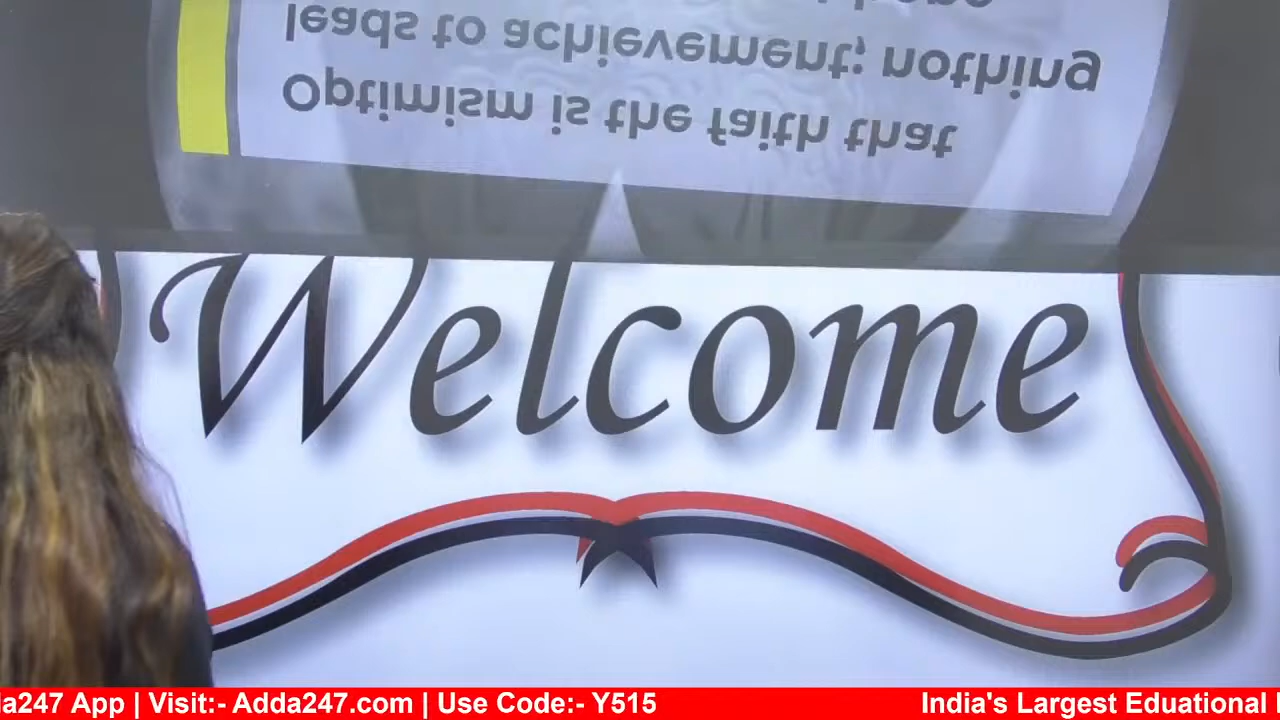 Optimism is the faith that
leads to achievement; nothing
Welcome
da247 App | Visit:- Adda247.com | Use Code:- Y515 India's Largest Eduational